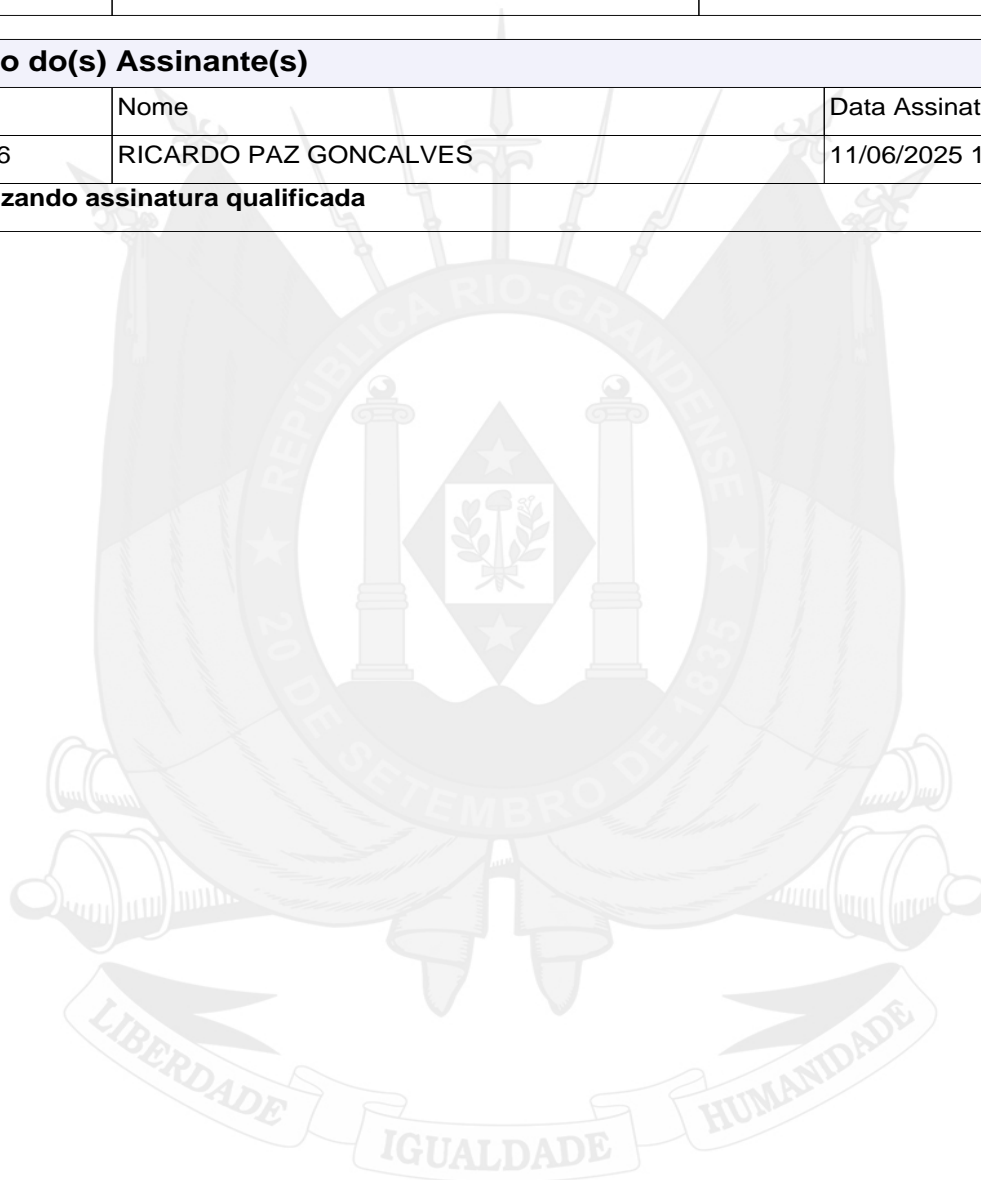 o do(s) Assinante(s)
Nome Data Assinat
6 RICARDO PAZ GONCALVES 11/06/2025 1
zando assinatura qualificada
REPÚBLICA RIO-GRANDENSE
20 DE SETEMBRO DE 1835
LIBERDADE IGUALDADE HUMANIDADE